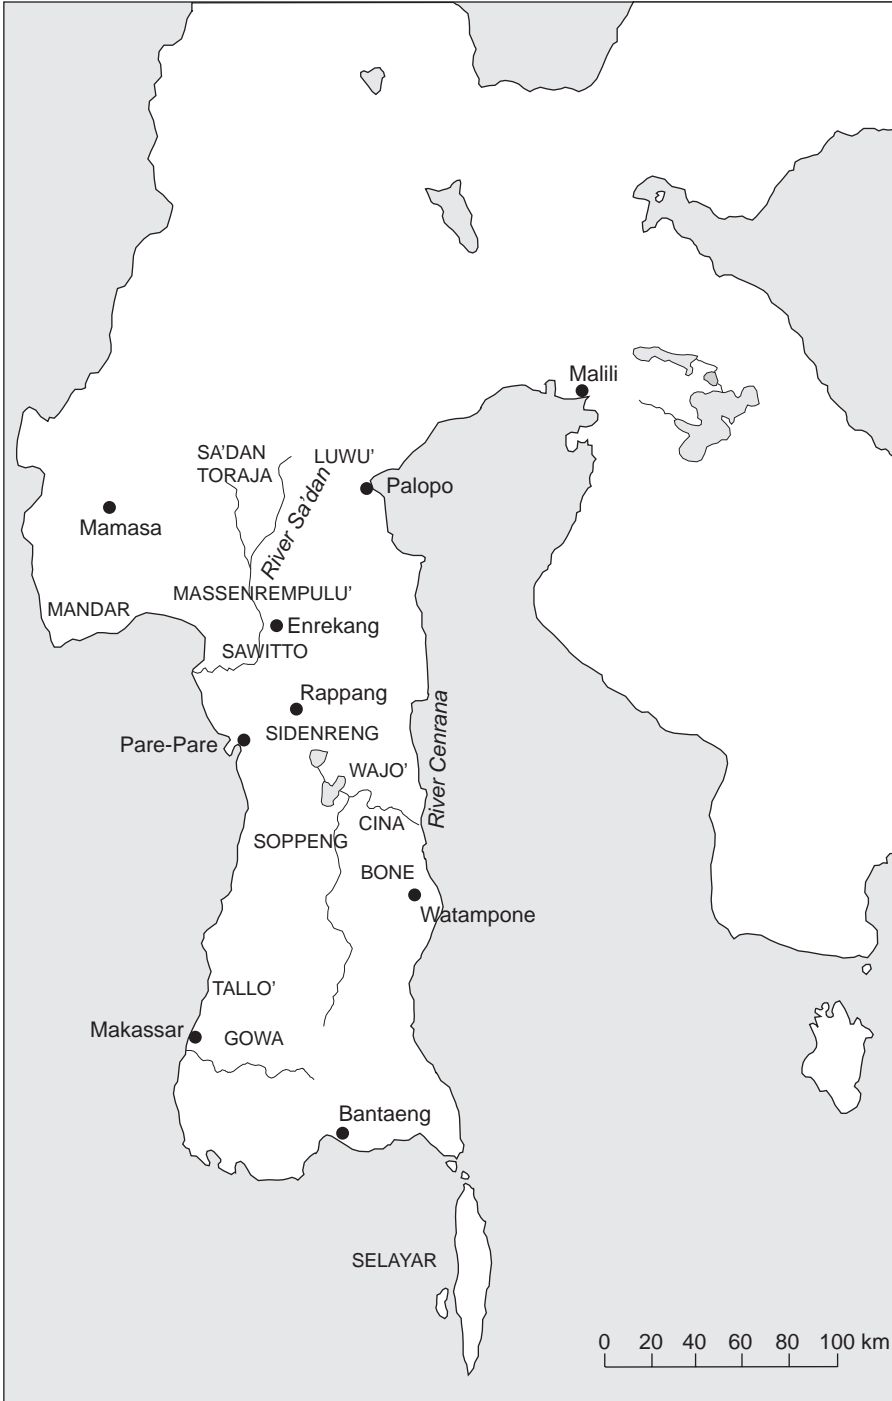 Malili
SA’DAN
TORAJA
LUWU’
River Sa’dan
Palopo
Mamasa
MASSENREMPULU’
MANDAR
Enrekang
SAWITTO
Rappang
SIDENRENG
Pare-Pare
River Cenrana
WAJO’
CINA
SOPPENG
BONE
Watampone
TALLO’
Makassar
GOWA
Bantaeng
SELAYAR
0 20 40 60 80 100 km